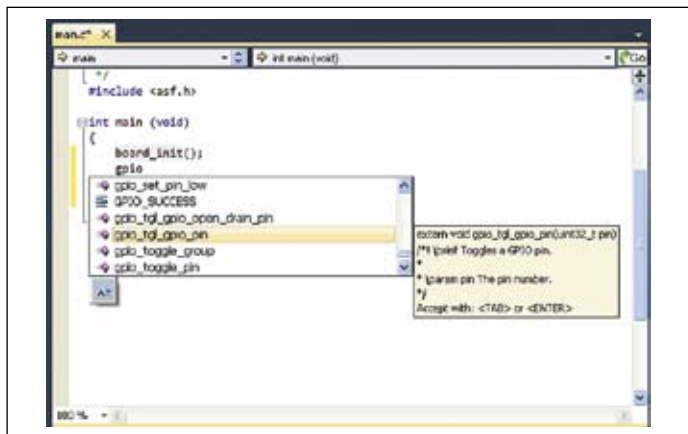 main.c* X
main
int main (void)
Go
*/
#include <asf.h>
int main (void)
{
board_init();
gpio
gpio_set_pin_low
GPIO_SUCCESS
gpio_tgl_gpio_open_drain_pin
gpio_tgl_gpio_pin
gpio_toggle_group
gpio_toggle_pin
extern void gpio_tgl_gpio_pin(uint32_t pin)
/*! \brief Toggles a GPIO pin.
*
* \param pin The pin number.
*/
Accept with: <TAB> or <ENTER>
100 %